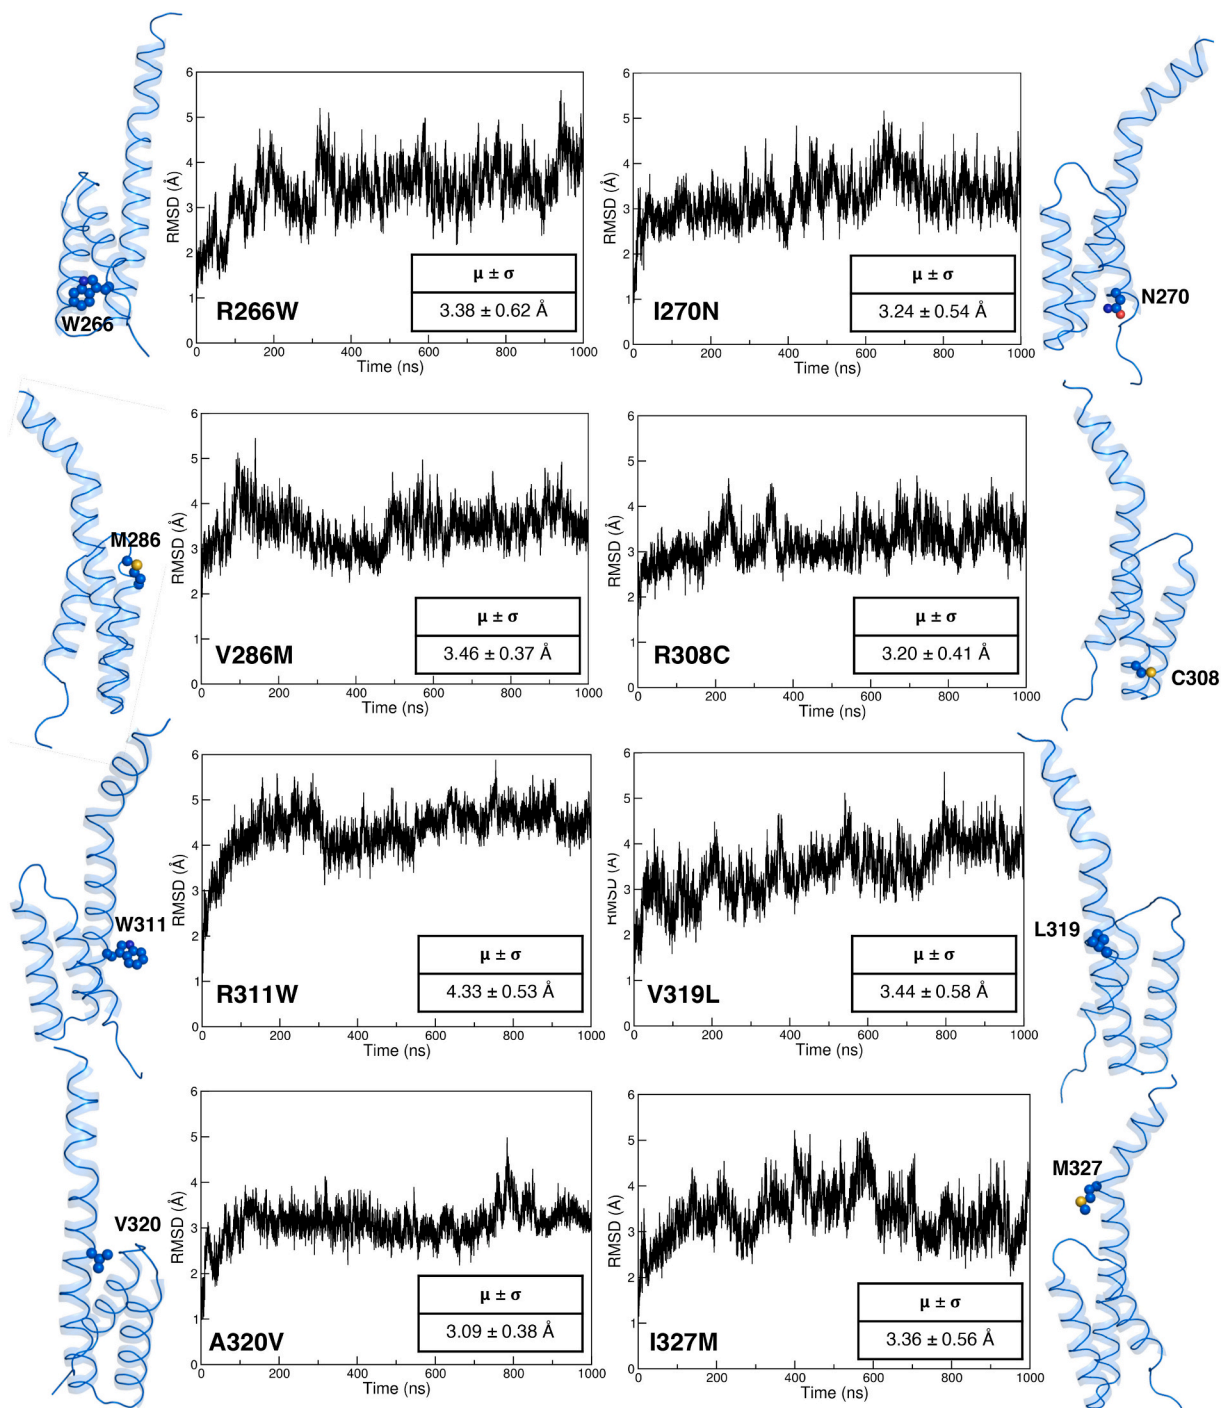 6
5
4
3
2
1
0
RMSD (Å)
0
200
400
600
800
1000
Time (ns)
R266W
μ ± σ
3.38 ± 0.62 Å
W266
6
5
4
3
2
1
0
RMSD (Å)
0
200
400
600
800
1000
Time (ns)
I270N
μ ± σ
3.24 ± 0.54 Å
N270
M286
6
5
4
3
2
1
0
RMSD (Å)
0
200
400
600
800
1000
Time (ns)
V286M
μ ± σ
3.46 ± 0.37 Å
6
5
4
3
2
1
0
RMSD (Å)
0
200
400
600
800
1000
Time (ns)
R308C
μ ± σ
3.20 ± 0.41 Å
C308
W311
6
5
4
3
2
1
0
RMSD (Å)
0
200
400
600
800
1000
Time (ns)
R311W
μ ± σ
4.33 ± 0.53 Å
6
5
4
3
2
1
0
RMSD (Å)
0
200
400
600
800
1000
Time (ns)
V319L
μ ± σ
3.44 ± 0.58 Å
L319
V320
6
5
4
3
2
1
0
RMSD (Å)
0
200
400
600
800
1000
Time (ns)
A320V
μ ± σ
3.09 ± 0.38 Å
6
5
4
3
2
1
0
RMSD (Å)
0
200
400
600
800
1000
Time (ns)
I327M
μ ± σ
3.36 ± 0.56 Å
M327